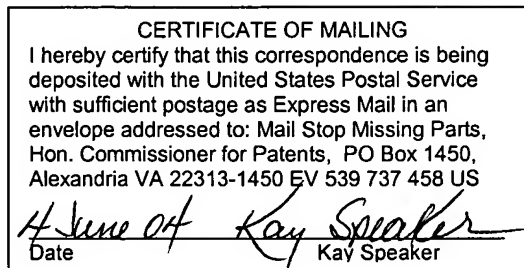 CERTIFICATE OF MAILING
I hereby certify that this correspondence is being
deposited with the United States Postal Service
with sufficient postage as Express Mail in an
envelope addressed to: Mail Stop Missing Parts,
Hon. Commissioner for Patents, PO Box 1450,
Alexandria VA 22313-1450 EV 539 737 458 US
4 June 04 Kay Speaker
Date Kay Speaker